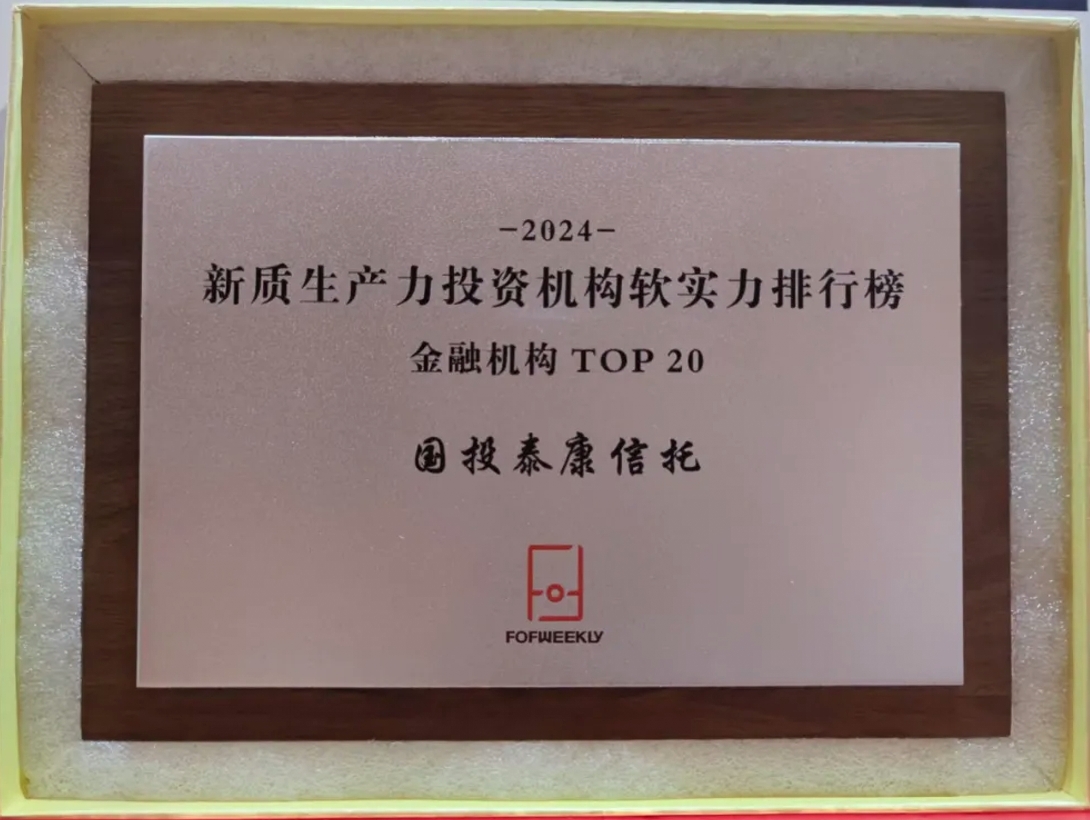 -2024-
新质生产力投资机构软实力排行榜
金融机构 TOP 20
国投泰康信托
FOFWEEKLY